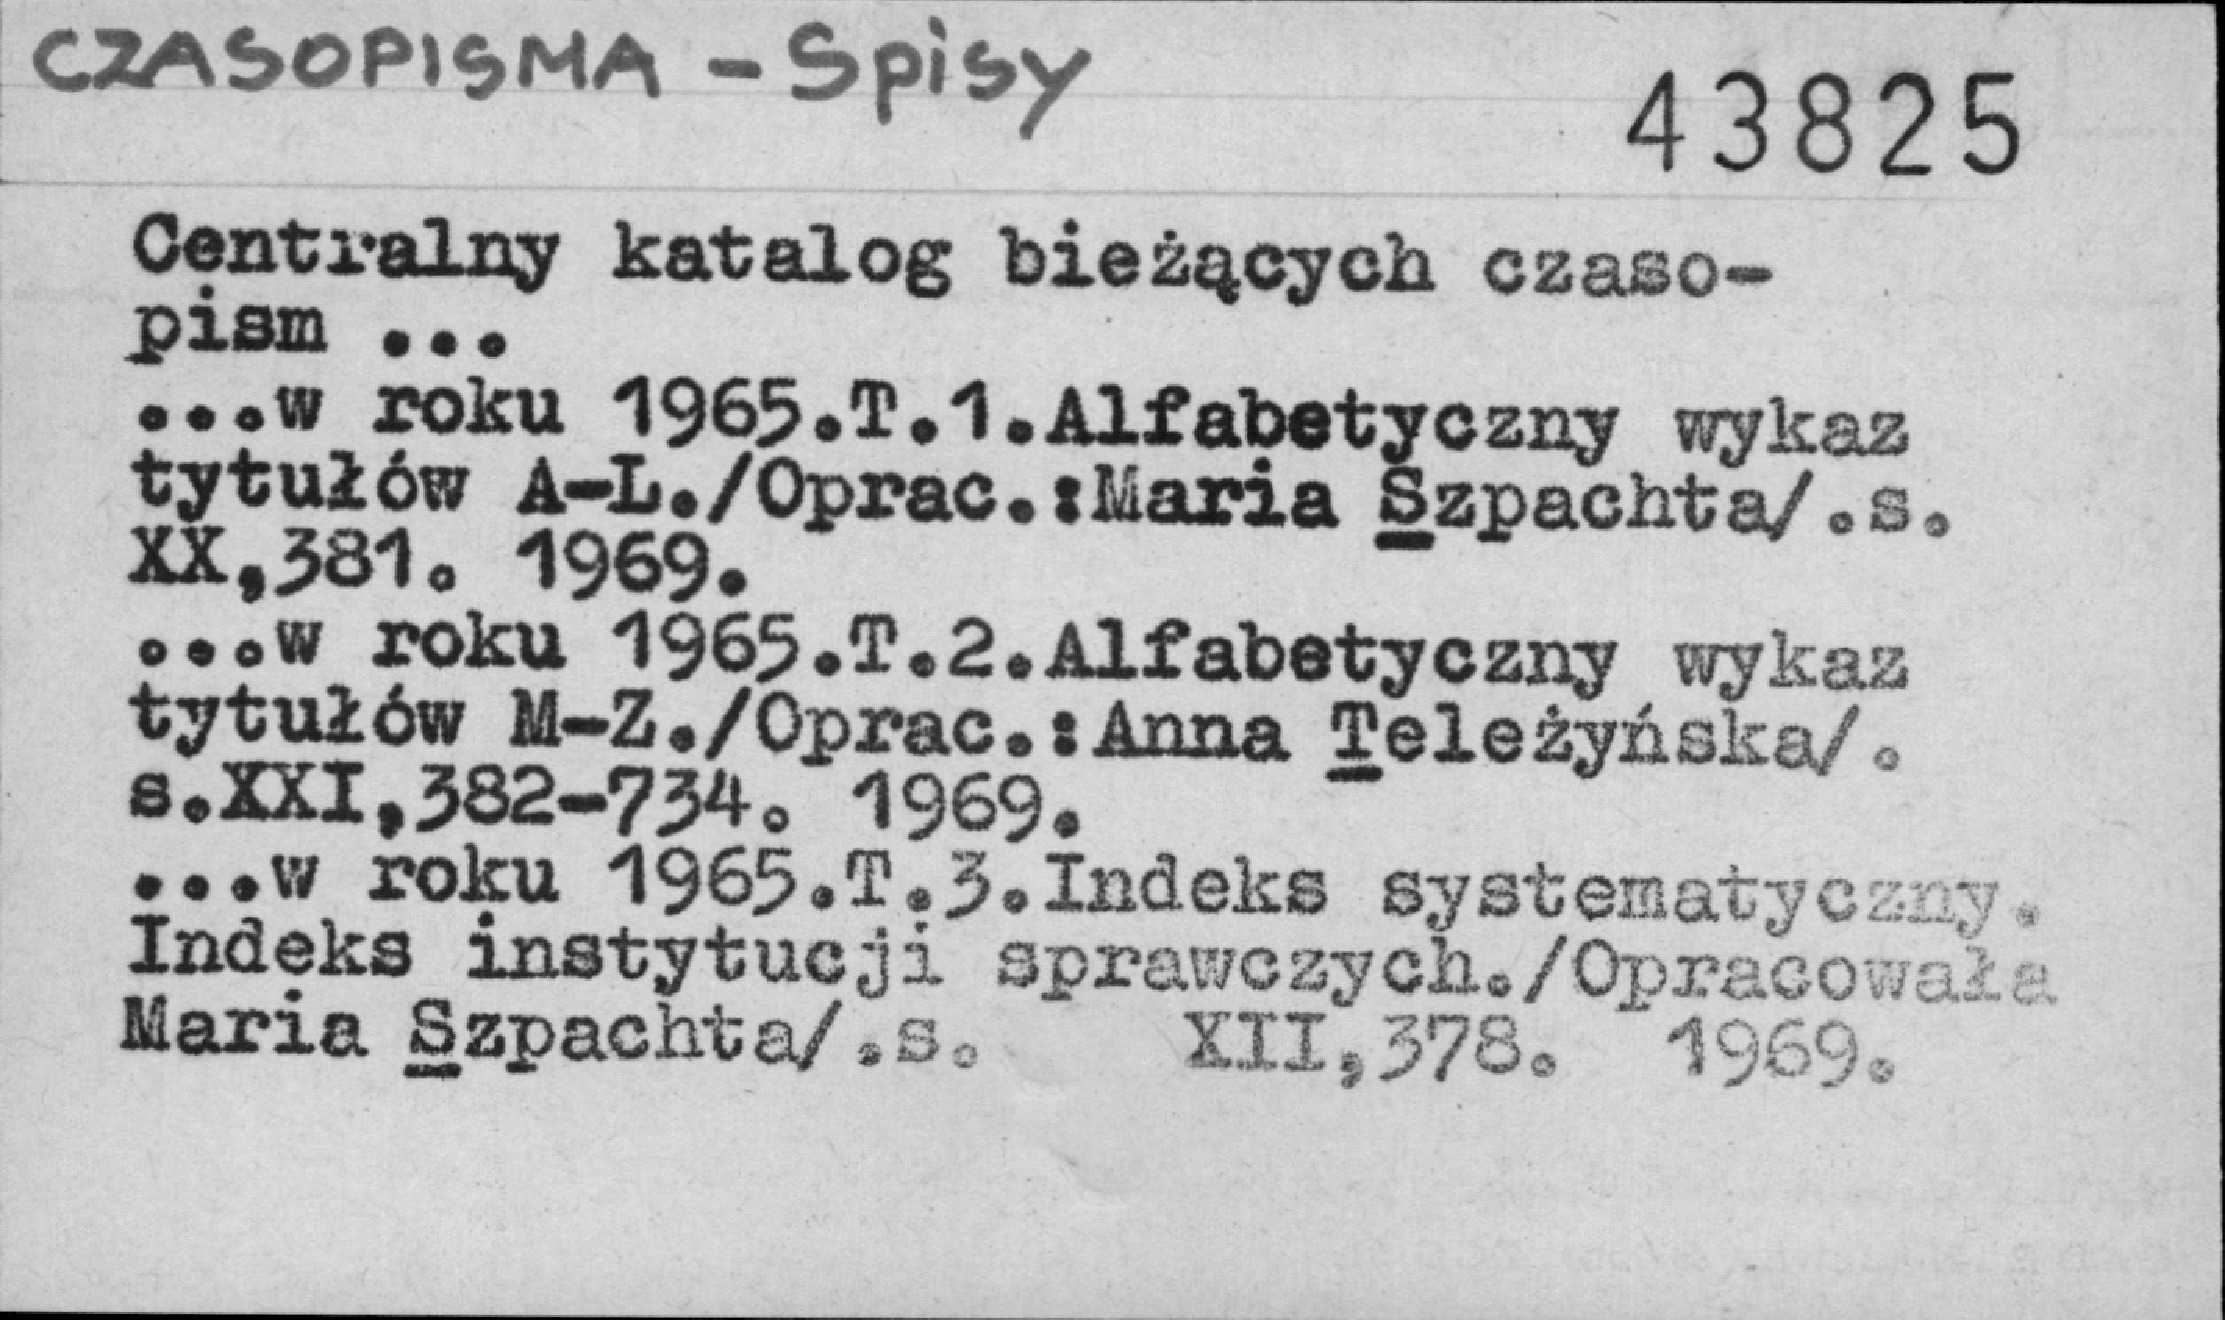 CZASOPISMA - Spisy
43825
Centralny katalog bieżących czaso-
pism ...
...w roku 1965.T.1.Alfabetyczny wykaz
tytułów A-L./Oprac.:Maria Szpachta/.s.
XX,381. 1969.
...w roku 1965.T.2.Alfabetyczny wykaz
tytułów M-Z./Oprac.:Anna Teleżyńska/.
s.XXI,382-734. 1969.
...w roku 1965.T.3.Indeks systematyczny.
Indeks instytucji sprawczych./Opracowała
Maria Szpachta/.s. XII,378. 1969.